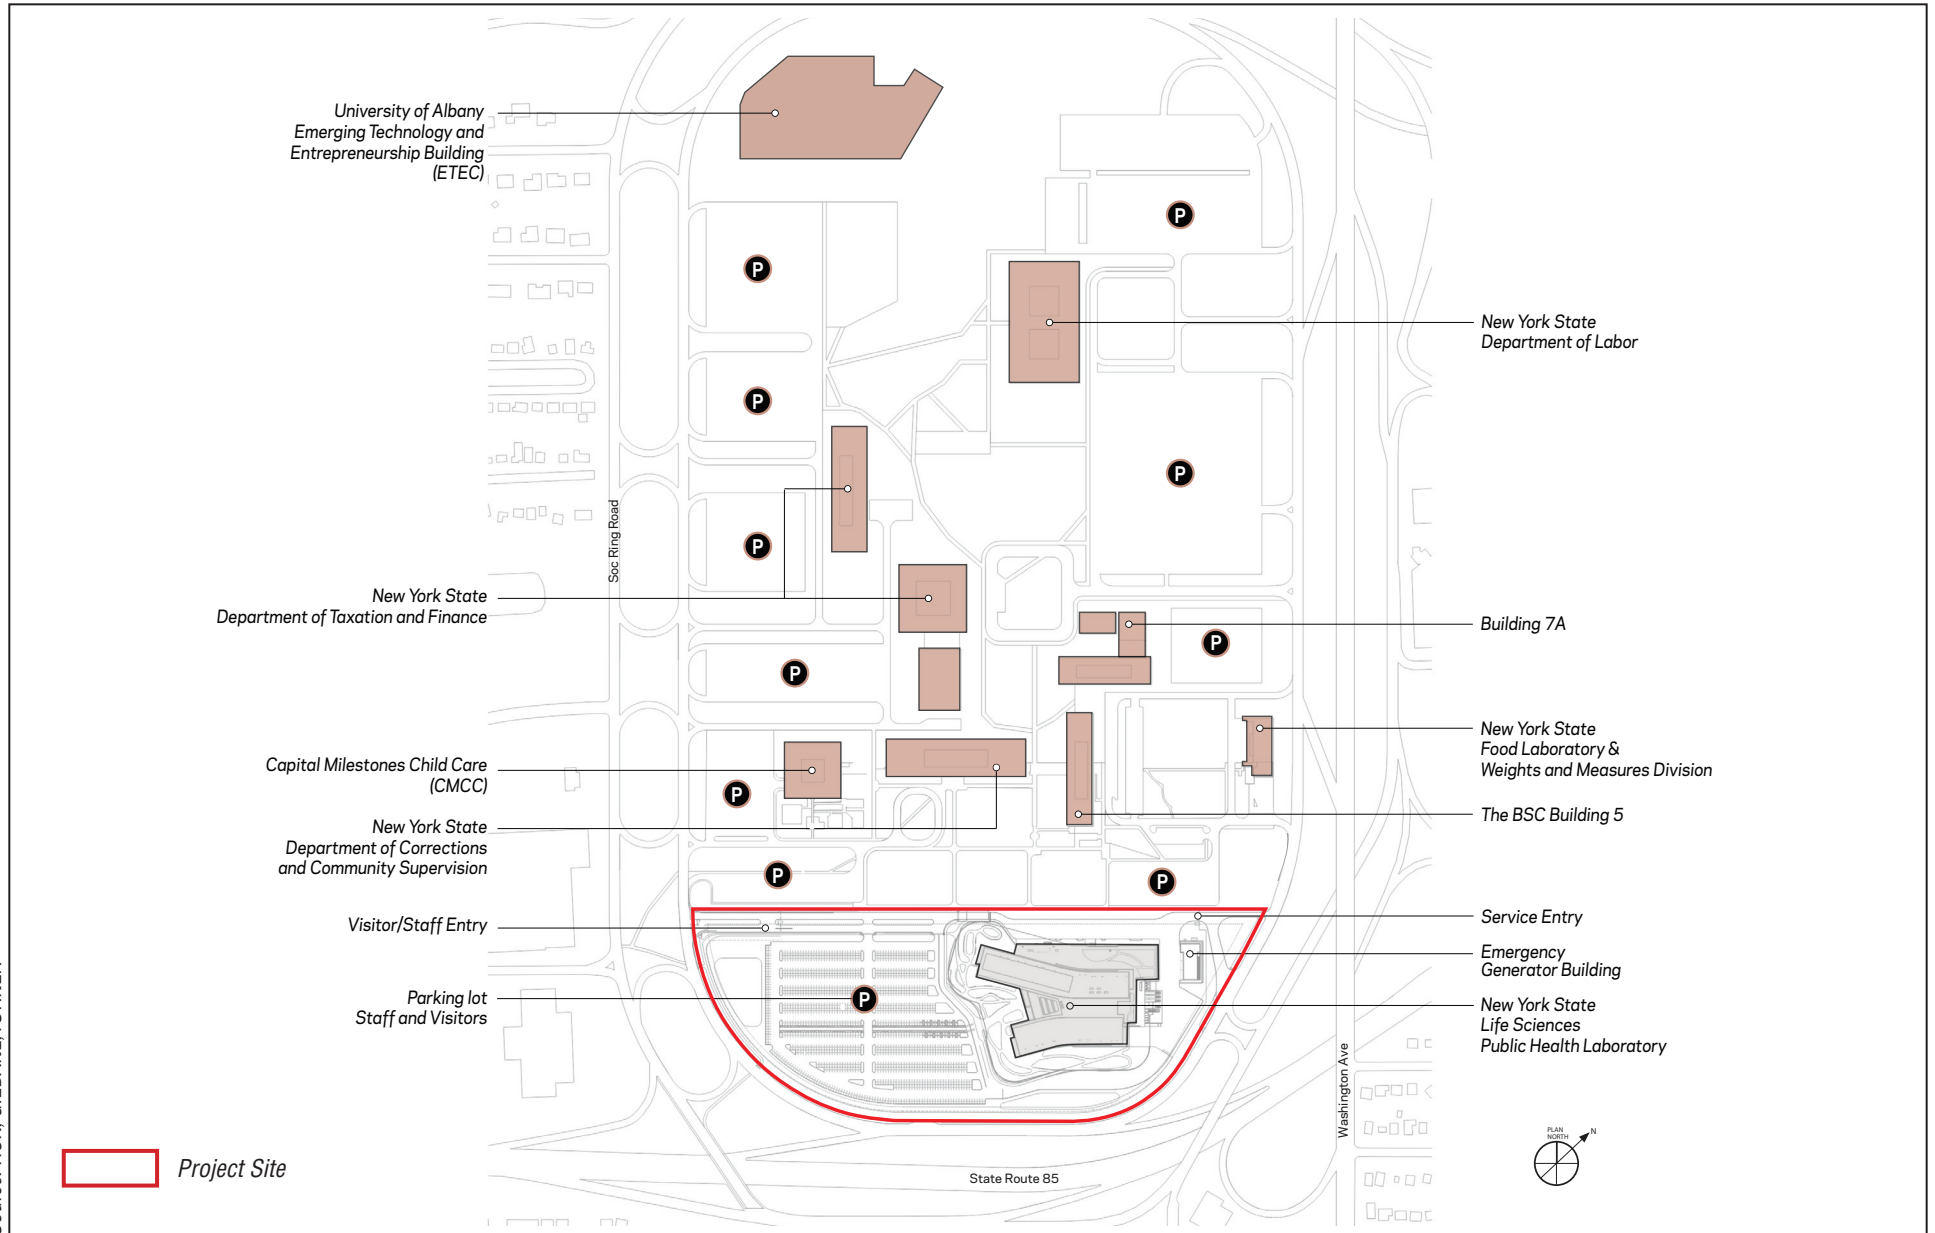 University of Albany
Emerging Technology and
Entrepreneurship Building
(ETEC)
P
P
New York State
Department of Labor
P
P
P
Soc Ring Road
P
New York State
Department of Taxation and Finance
Building 7A
P
P
New York State
Food Laboratory &
Weights and Measures Division
Capital Milestones Child Care
(CMCC)
P
The BSC Building 5
New York State
Department of Corrections
and Community Supervision
P
P
Visitor/Staff Entry
Service Entry
Emergency
Generator Building
Parking lot
Staff and Visitors
P
New York State
Life Sciences
Public Health Laboratory
Washington Ave
PLAN
NORTH
N
Project Site
State Route 85